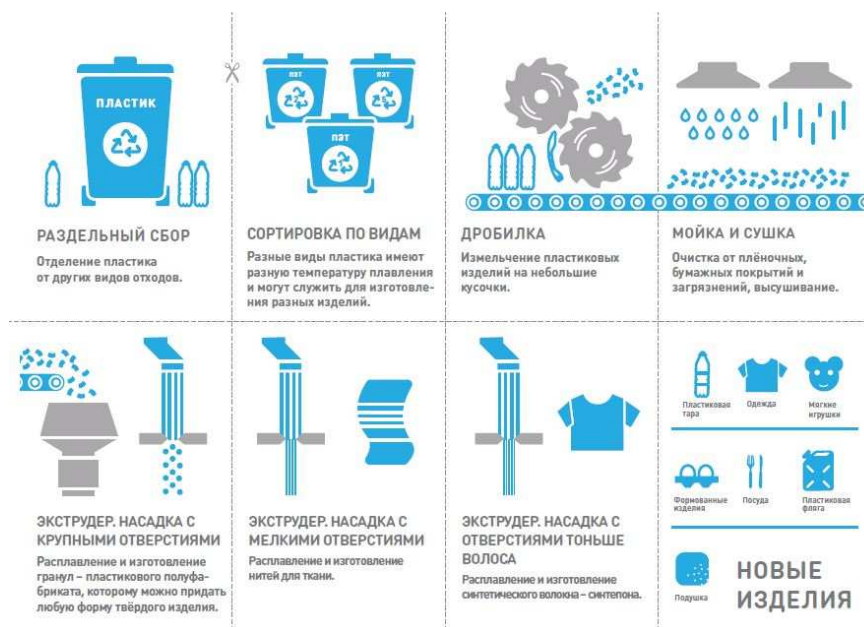 ПЛАСТИК
ПЭТ
ПЭТ
ПЭТ
РАЗДЕЛЬНЫЙ СБОР
Отделение пластика
от других видов отходов.
СОРТИРОВКА ПО ВИДАМ
Разные виды пластика имеют
разную температуру плавления
и могут служить для изготовле-
ния разных изделий.
ДРОБИЛКА
Измельчение пластиковых
изделий на небольшие
кусочки.
МОЙКА И СУШКА
Очистка от плёночных,
бумажных покрытий и
загрязнений, высушивание.
ЭКСТРУДЕР. НАСАДКА С
КРУПНЫМИ ОТВЕРСТИЯМИ
Расплавление и изготовление
гранул – пластикового полуфа-
бриката, которому можно придать
любую форму твёрдого изделия.
ЭКСТРУДЕР. НАСАДКА С
МЕЛКИМИ ОТВЕРСТИЯМИ
Расплавление и изготовление
нитей для ткани.
ЭКСТРУДЕР. НАСАДКА С
ОТВЕРСТИЯМИ ТОНЬШЕ
ВОЛОСА
Расплавление и изготовление
синтетического волокна – синтепона.
Пластиковая
тара
Одежда
Мягкие
игрушки
Формованные
изделия
Посуда
Пластиковая
фляга
Подушка
НОВЫЕ
ИЗДЕЛИЯ